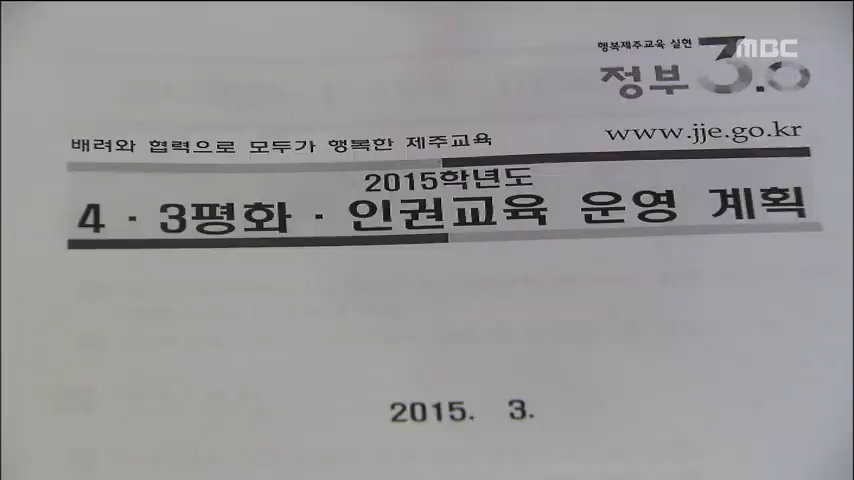 행복제주교육 실현
정부 3.0
MBC
www.jje.go.kr
배려와 협력으로 모두가 행복한 제주교육
2015학년도
4·3평화·인권교육 운영 계획
2015. 3.